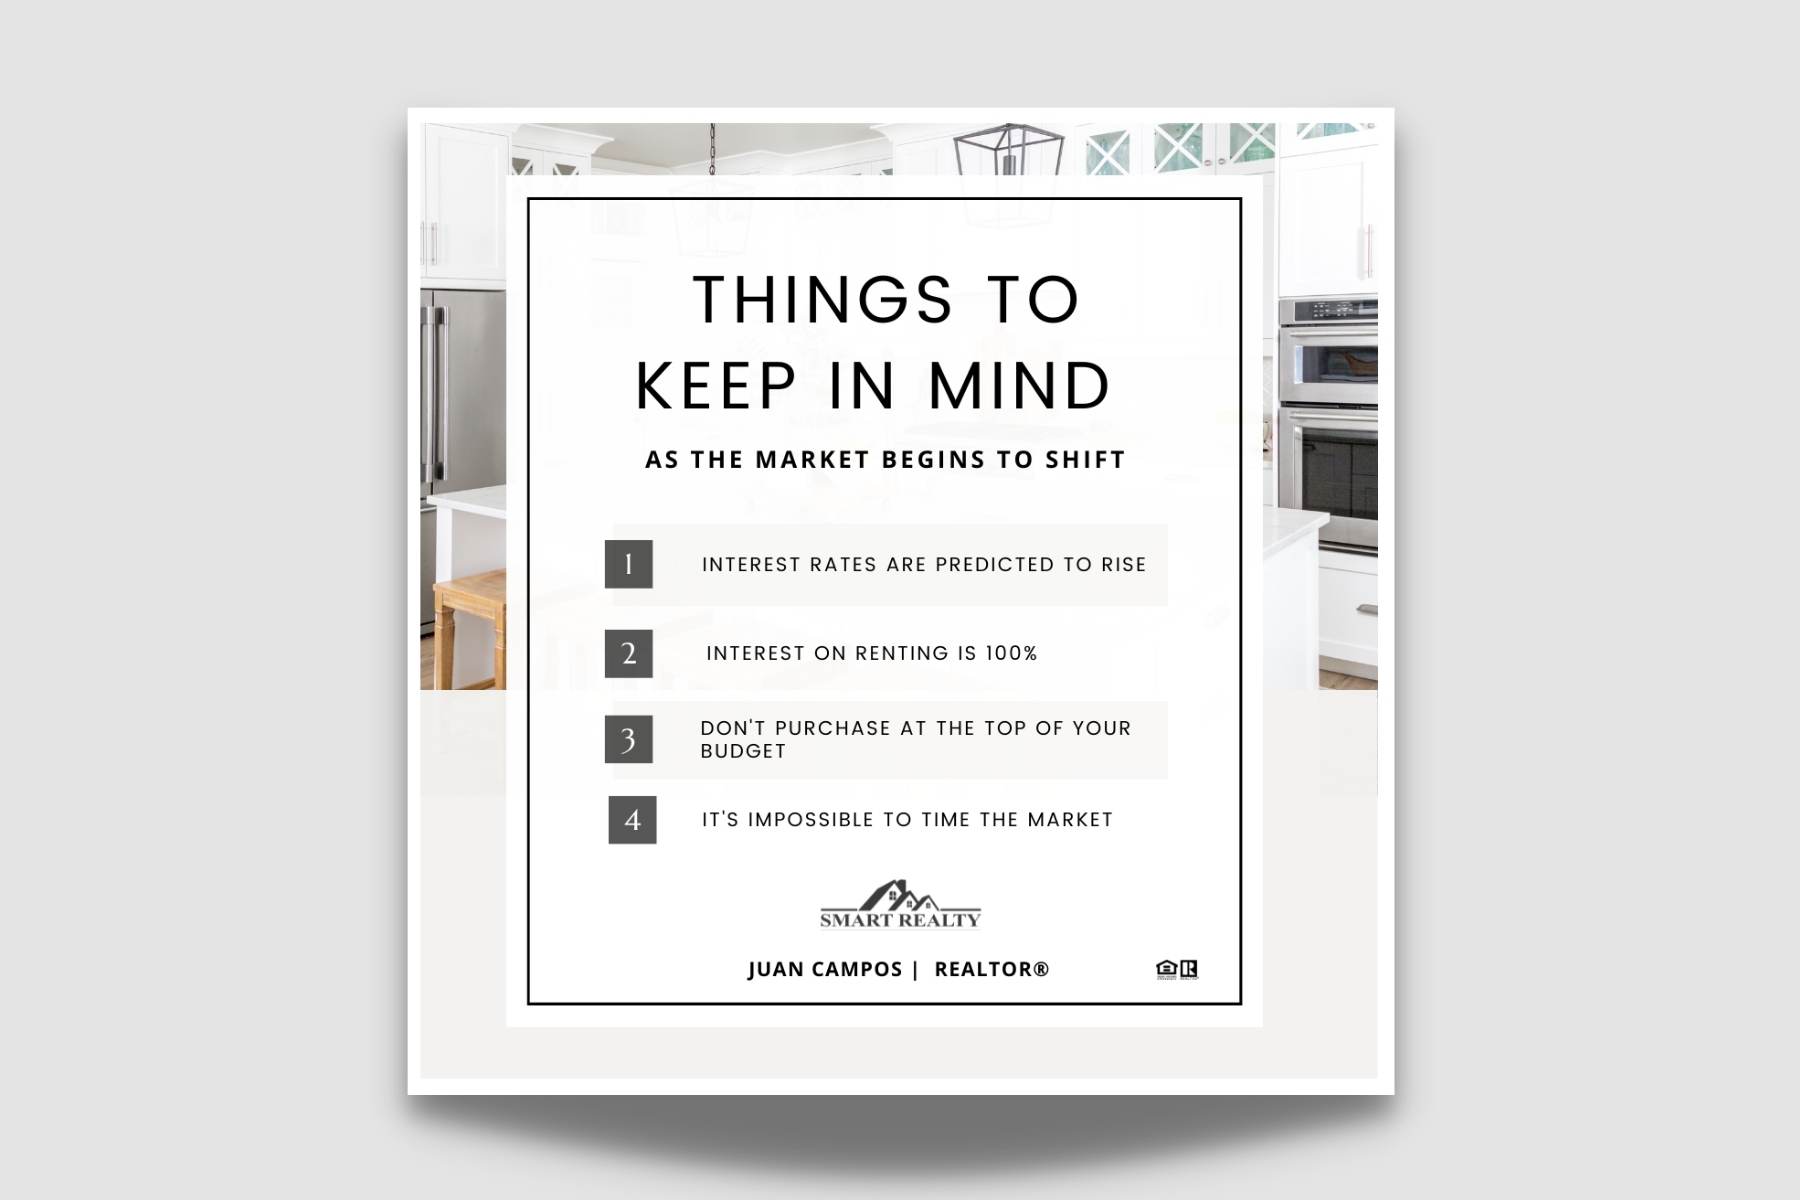 THINGS TO
KEEP IN MIND
AS THE MARKET BEGINS TO SHIFT
1 INTEREST RATES ARE PREDICTED TO RISE
2 INTEREST ON RENTING IS 100%
3 DON'T PURCHASE AT THE TOP OF YOUR
BUDGET
4 IT'S IMPOSSIBLE TO TIME THE MARKET
SMART REALTY
JUAN CAMPOS | REALTOR®